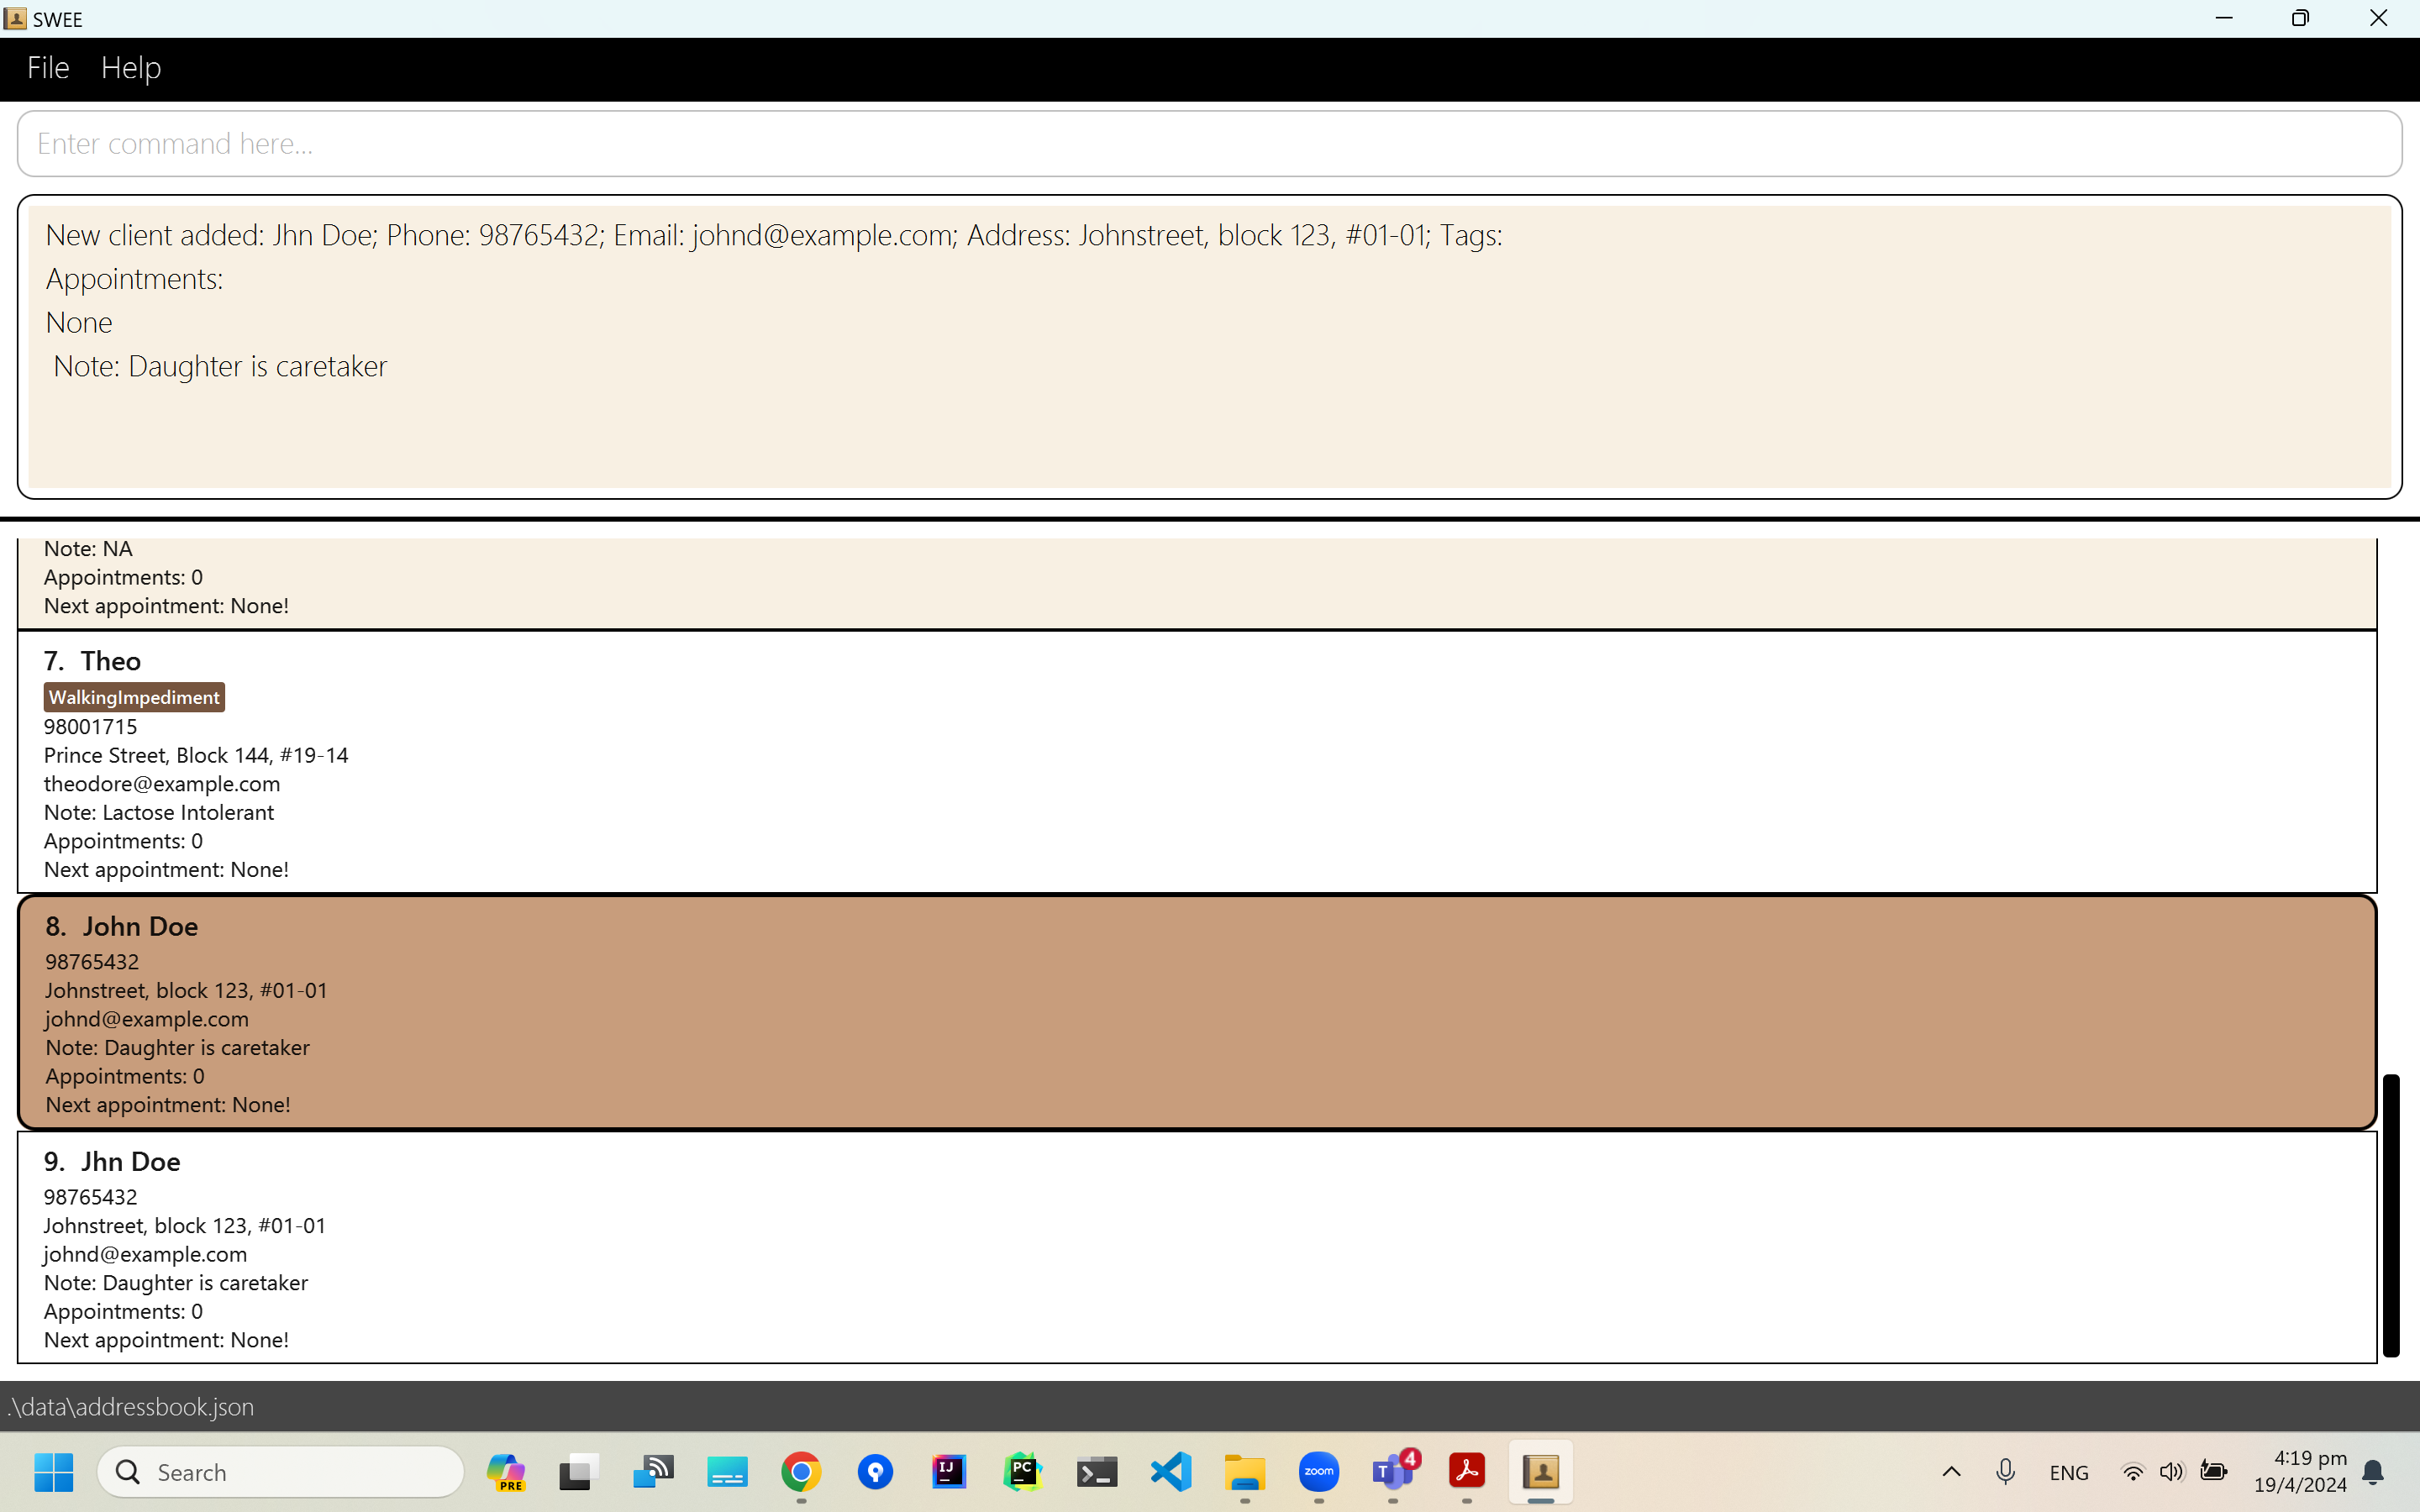 SWEE
File Help
Enter command here...
New client added: Jhn Doe; Phone: 98765432; Email: johnd@example.com; Address: Johnstreet, block 123, #01-01; Tags:
Appointments:
None
Note: Daughter is caretaker
Note: NA
Appointments: 0
Next appointment: None!
7. Theo
WalkingImpediment
98001715
Prince Street, Block 144, #19-14
theodore@example.com
Note: Lactose Intolerant
Appointments: 0
Next appointment: None!
8. John Doe
98765432
Johnstreet, block 123, #01-01
johnd@example.com
Note: Daughter is caretaker
Appointments: 0
Next appointment: None!
9. Jhn Doe
98765432
Johnstreet, block 123, #01-01
johnd@example.com
Note: Daughter is caretaker
Appointments: 0
Next appointment: None!
.\data\addressbook.json
Search
PRE
IJ
PC
zoom
T 4
ENG
4:19 pm
19/4/2024